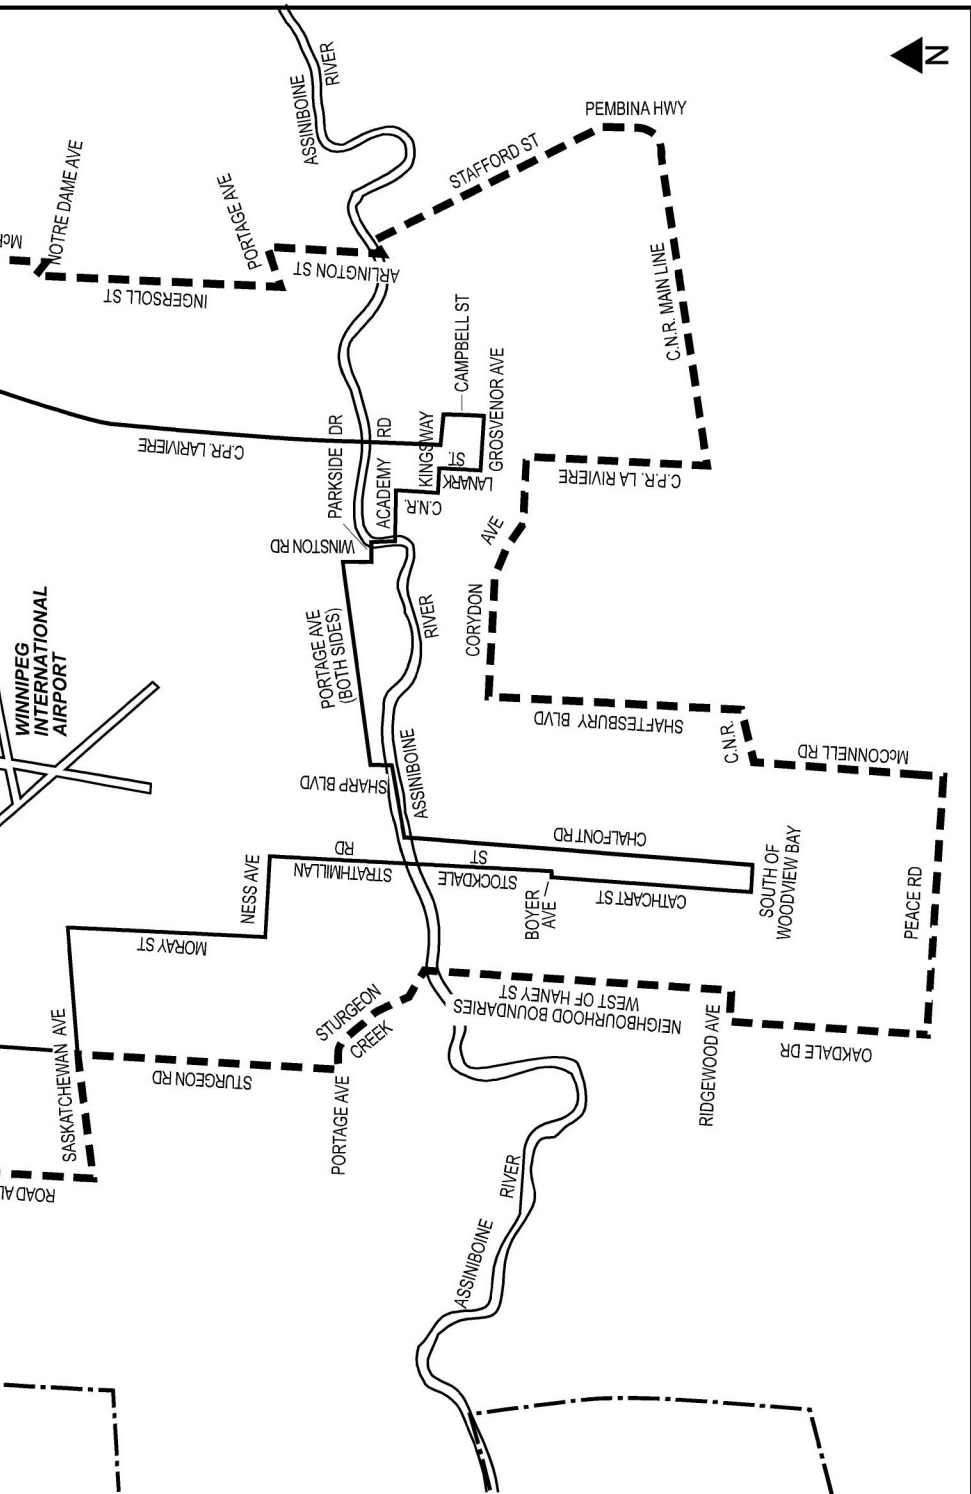 N
ASSINIBOINE
RIVER
PEMBINA HWY
STAFFORD ST
NOTRE DAME AVE
PORTAGE AVE
INGERSOLL ST
ARLINGTON ST
C.N.R. MAIN LINE
CAMPBELL ST
GROSVENOR AVE
C.P.R. LARIVIERE
PARKSIDE DR
ACADEMY RD
KINGSWAY
LANARK
ST.
C.N.R.
C.P.R. LA RIVIERE
WINSTON RD
CORYDON AVE
WINNIPEG
INTERNATIONAL
AIRPORT
PORTAGE AVE
(BOTH SIDES)
RIVER
ASSINIBOINE
SHARP BLVD
SHAFTESBURY BLVD
C.N.R.
McCONNELL RD
CHALFONT RD
STRATHMILLAN
RD
STOCKDALE
ST
NESS AVE
BOYER
AVE
CATHCART ST
SOUTH OF
WOODVIEW BAY
PEACE RD
MORAY ST
STURGEON
CREEK
NEIGHBOURHOOD BOUNDARIES
WEST OF HANEY ST
RIDGEWOOD AVE
OAKDALE DR
SASKATCHEWAN AVE
STURGEON RD
PORTAGE AVE
ROAD AL
ASSINIBOINE
RIVER